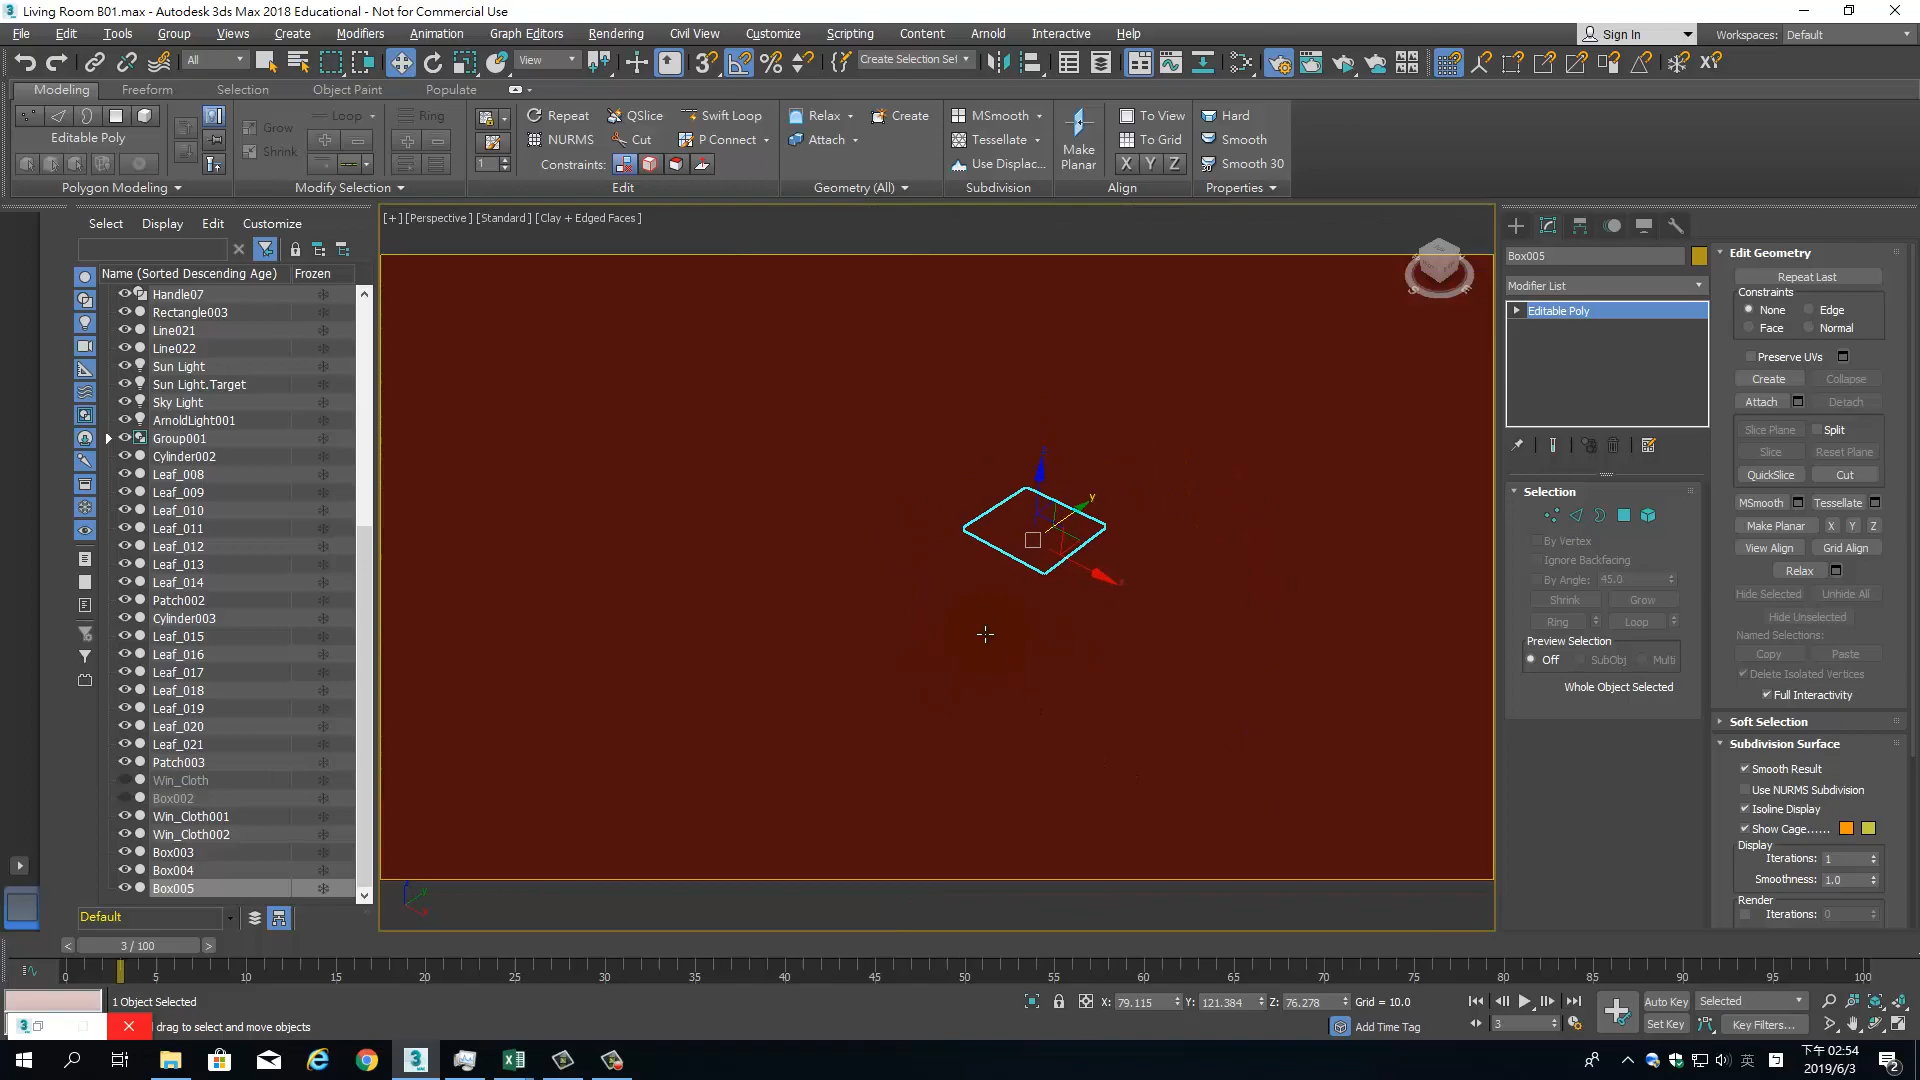 Living Room B01.max - Autodesk 3ds Max 2018 Educational - Not for Commercial Use
File Edit Tools Group Views Create Modifiers Animation Graph Editors Rendering Civil View Customize Scripting Content Arnold Interactive Help Sign In Workspaces: Default
All View Create Selection Set
Modeling Freeform Selection Object Paint Populate
Loop Ring Repeat QSlice Swift Loop Relax Create MSmooth To View Hard
Grow
Editable Poly NURMS Cut P Connect Attach Tessellate To Grid Smooth
Shrink 1 Constraints: Use Displac... Make Planar X Y Z Smooth 30
Polygon Modeling Modify Selection Edit Geometry (All) Subdivision Align Properties
Select Display Edit Customize
[+] [Perspective] [Standard] [Clay + Edged Faces]
Name (Sorted Descending Age) Frozen
Handle07
Rectangle003
Line021
Line022
Sun Light
Sun Light.Target
Sky Light
ArnoldLight001
Group001
Cylinder002
Leaf_008
Leaf_009
Leaf_010
Leaf_011
Leaf_012
Leaf_013
Leaf_014
Patch002
Cylinder003
Leaf_015
Leaf_016
Leaf_017
Leaf_018
Leaf_019
Leaf_020
Leaf_021
Patch003
Win_Cloth
Box002
Win_Cloth001
Win_Cloth002
Box003
Box004
Box005
Default
y
S E
Box005
Modifier List
Editable Poly
Selection
By Vertex
Ignore Backfacing
By Angle: 45.0
Shrink Grow
Ring Loop
Preview Selection
Off SubObj Multi
Whole Object Selected
Edit Geometry
Repeat Last
Constraints
None Edge
Face Normal
Preserve UVs
Create Collapse
Attach Detach
Slice Plane Split
Slice Reset Plane
QuickSlice Cut
MSmooth Tessellate
Make Planar X Y Z
View Align Grid Align
Relax
Hide Selected Unhide All
Hide Unselected
Named Selections:
Copy Paste
Delete Isolated Vertices
Full Interactivity
Soft Selection
Subdivision Surface
Smooth Result
Use NURMS Subdivision
Isoline Display
Show Cage......
Display
Iterations: 1
Smoothness: 1.0
Render
Iterations: 0
< 3 / 100 >
0 5 10 15 20 25 30 35 40 45 50 55 60 65 70 75 80 85 90 95 100
1 Object Selected X: 79.115 Y: 121.384 Z: 76.278 Grid = 10.0 Auto Key Selected
drag to select and move objects Add Time Tag 3 Set Key Key Filters...
英 下午 02:54
2019/6/3 2